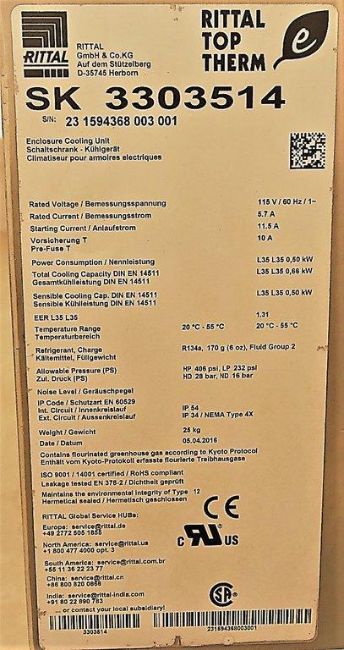 RITTAL
RITTAL
GmbH & Co.KG
Auf dem Stützelberg
D-35745 Herborn
RITTAL
TOP
THERM
e
SK 3303514
S/N: 23 1594368 003 001
Enclosure Cooling Unit
Schaltschrank - Kühlgerät
Climatiseur pour armoires electriques
Rated Voltage / Bemessungsspannung 115 V / 60 Hz / 1~
Rated Current / Bemessungsstrom 5.7 A
Starting Current / Anlaufstrom 11.5 A
Vorsicherung T 10 A
Pre-Fuse T
Power Consumption / Nennleistung L35 L35 0,50 kW
Total Cooling Capacity DIN EN 14511 L35 L35 0,66 kW
Gesamtkühlleistung DIN EN 14511
Sensible Cooling Cap. DIN EN 14511 L35 L35 0,50 kW
Sensible Kühlleistung DIN EN 14511
EER L35 L35 1.31
Temperature Range 20 °C - 55 °C
Temperaturbereich 20 °C - 55 °C
Refrigerant, Charge R134a, 170 g (6 oz), Fluid Group 2
Kältemittel, Füllgewicht
Allowable Pressure (PS) HP 406 psi, LP 232 psi
Zul. Druck (PS) HD 28 bar, ND 16 bar
Noise Level / Geräuschpegel
IP Code / Schutzart EN 60529
Int. Circuit / Innenkreislauf IP 54
Ext. Circuit / Aussenkreislauf IP 34 / NEMA Type 4X
Weight / Gewicht 25 kg
Date / Datum 05.04.2016
Contains flourinated greenhouse gas according to Kyoto Protocol
Enthält vom Kyoto-Protokoll erfasste flourierte Treibhausgase
ISO 9001 / 14001 certified / RoHS compliant
Leakage tested EN 378-2 / Dichtheit geprüft
Maintains the environmental integrity of Type 12
Hermetical sealed / Hermetisch geschlossen
RITTAL Global Service HUBs:
Europa: service@rittal.de
+49 2772 505 1855
North America: service@rittal.us
+1 800 477 4000 opt. 3
South America: service@rittal.com.br
+55 11 36 22 23 77
China: service@rittal.cn
+86 800 820 0866
India: service@rittal-india.com
+91 80 22 890 783
... or contact your local subsidiary!
CE
C UR US
SA
3303514
231594368003001